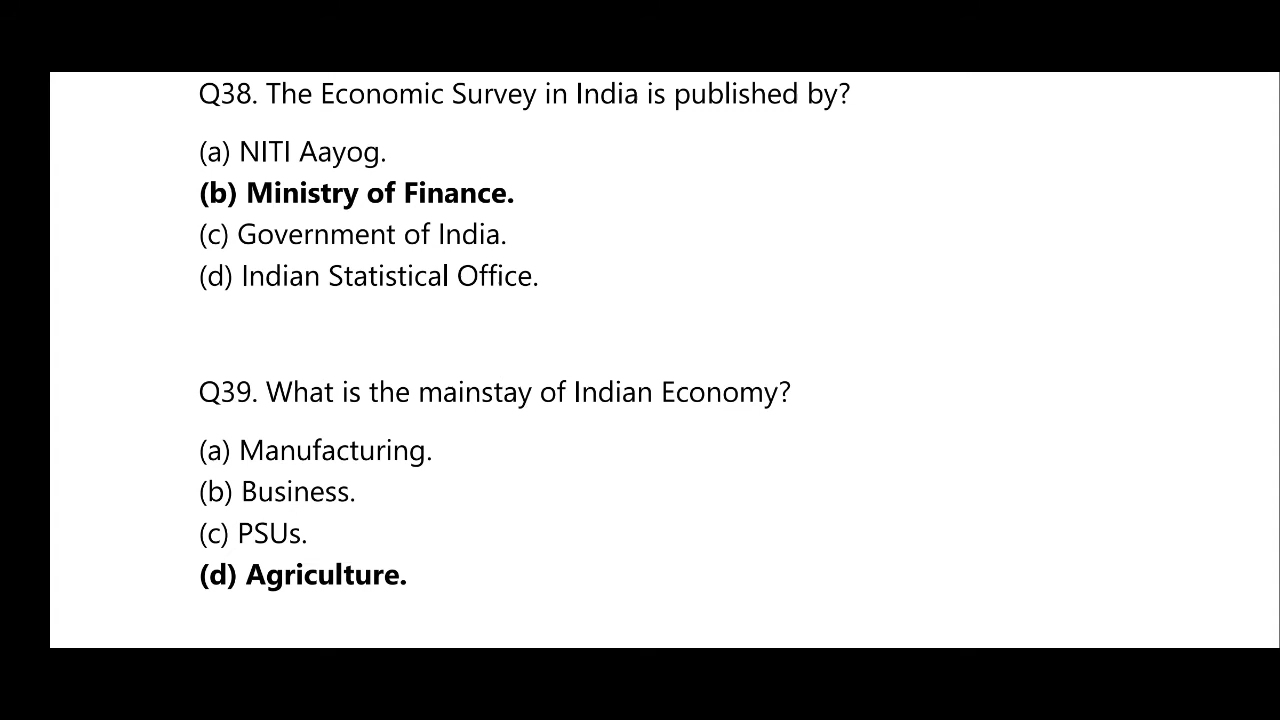 Q38. The Economic Survey in India is published by?
(a) NITI Aayog.
(b) Ministry of Finance.
(c) Government of India.
(d) Indian Statistical Office.
Q39. What is the mainstay of Indian Economy?
(a) Manufacturing.
(b) Business.
(c) PSUs.
(d) Agriculture.